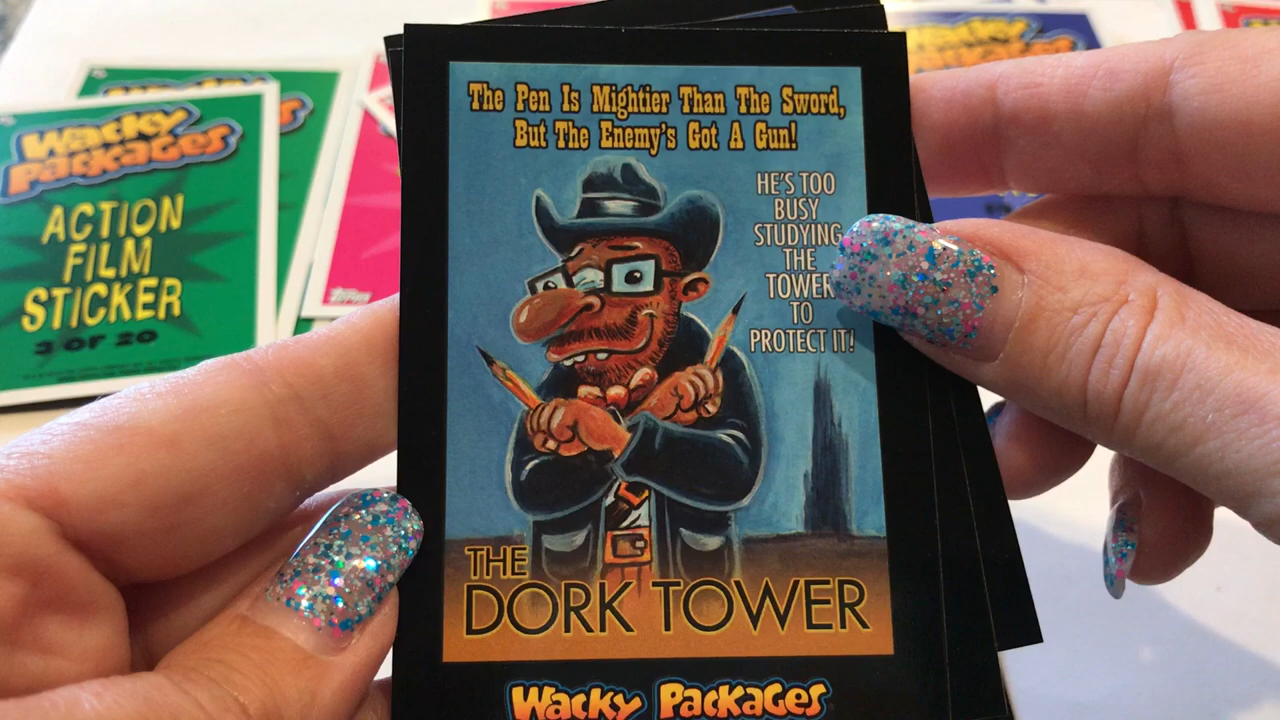 The Pen Is Mightier Than The Sword,
But The Enemy's Got A Gun!
HE'S TOO
BUSY
STUDYING
THE
TOWER
TO
PROTECT IT!
THE
DORK TOWER
WACKY PACKAGES
WACKY
PACKAGES
ACTION
FILM
STICKER
3 OF 20
Topps